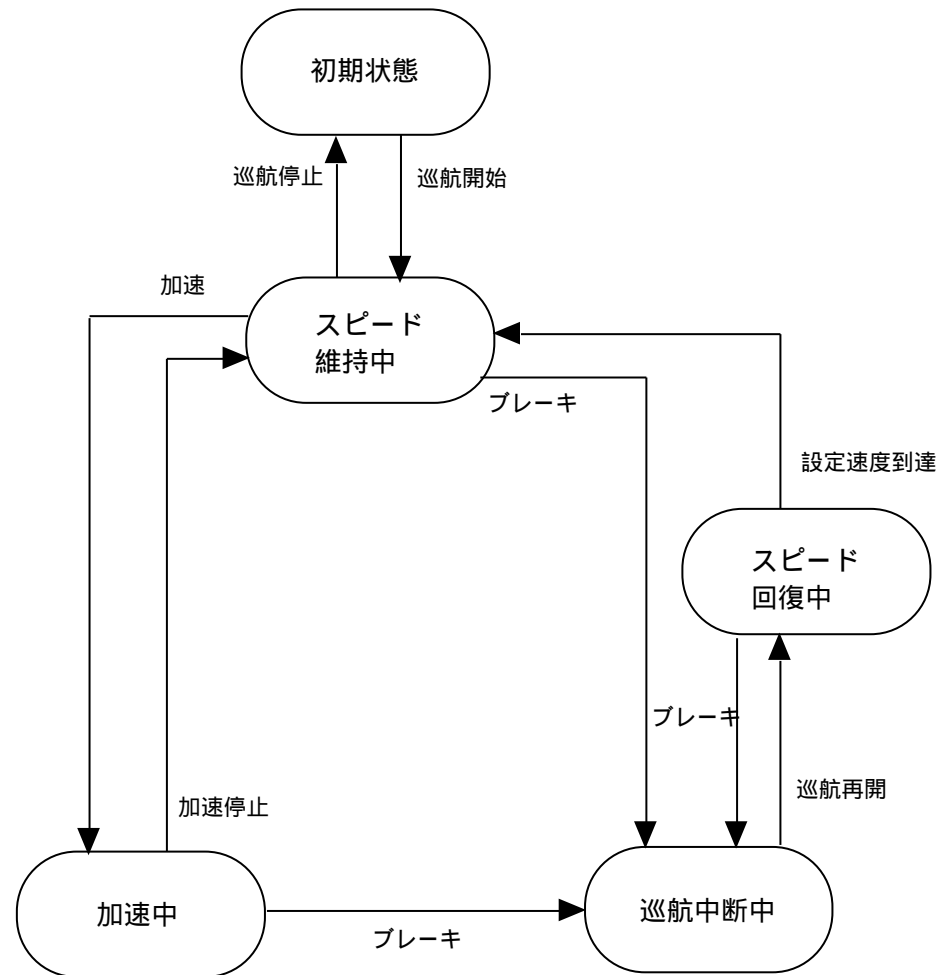 初期状態
巡航停止
巡航開始
加速
スピード
維持中
ブレーキ
設定速度到達
スピード
回復中
ブレーキ
巡航再開
加速停止
加速中
巡航中断中
ブレーキ